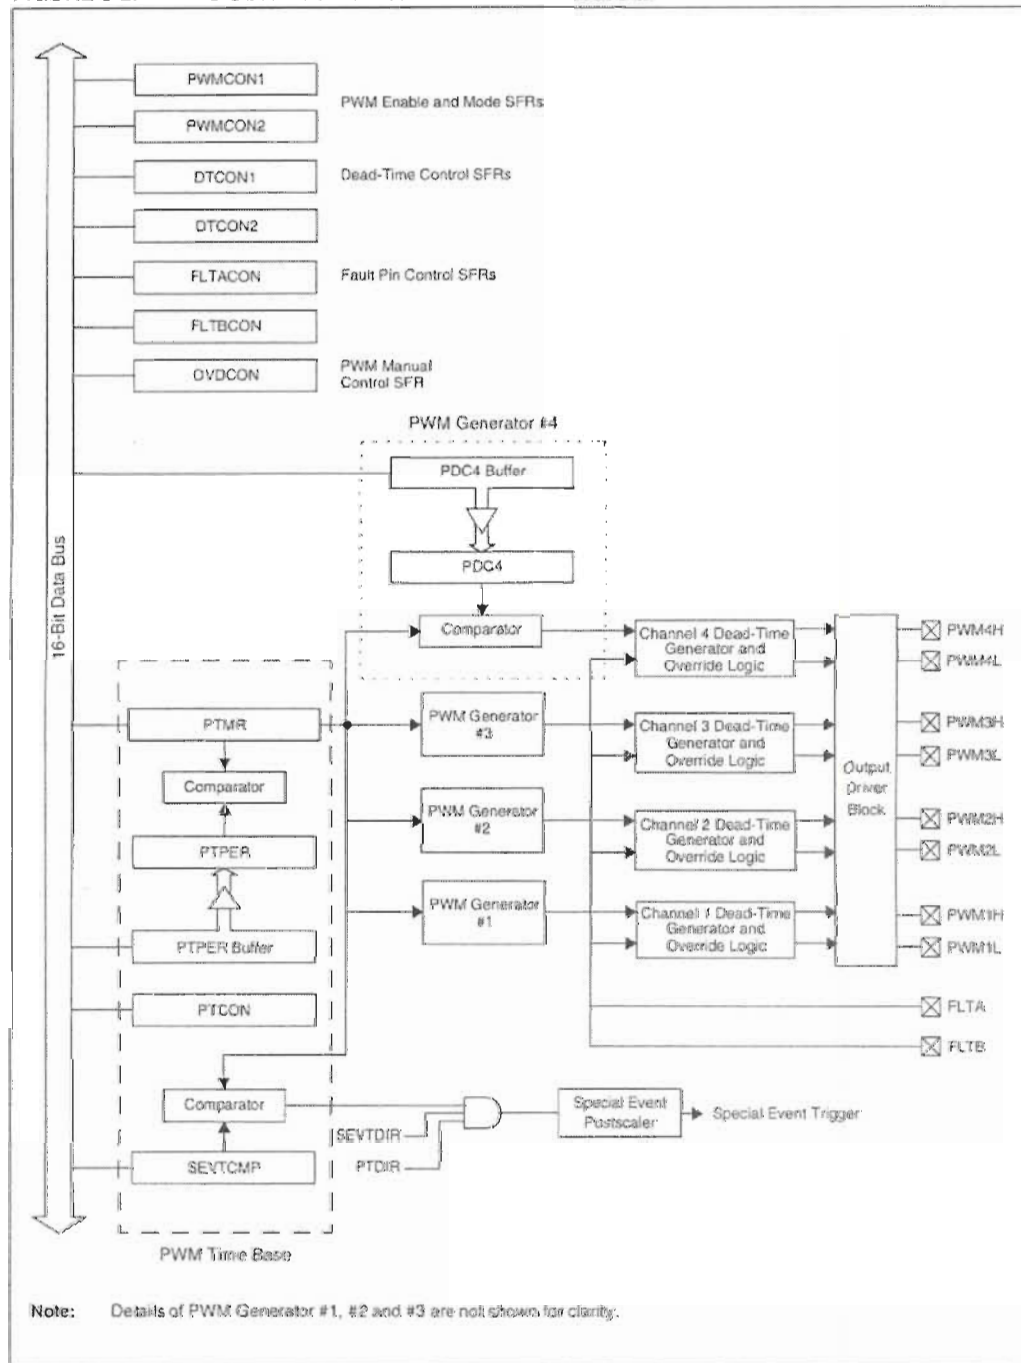 PWMCON1
PWM Enable and Mode SFRs
PWMCON2
DTCON1
Dead-Time Control SFRs
DTCON2
FLTACON
Fault Pin Control SFRs
FLTBCON
OVDCON
PWM Manual
Control SFR
PWM Generator #4
PDC4 Buffer
PDC4
Comparator
16-Bit Data Bus
Channel 4 Dead-Time
Generator and
Override Logic
PWM4H
PWM4L
PTMR
PWM Generator
#3
Channel 3 Dead-Time
Generator and
Override Logic
PWM3H
PWM3L
Comparator
Output
Driver
Block
PTPER
PWM Generator
#2
Channel 2 Dead-Time
Generator and
Override Logic
PWM2H
PWM2L
PTPER Buffer
PWM Generator
#1
Channel 1 Dead-Time
Generator and
Override Logic
PWM1H
PWM1L
PTCON
FLTA
FLTB
Comparator
Special Event
Postscaler
Special Event Trigger
SEVTDIR
SEVTCMP
PTDIR
PWM Time Base
Note: Details of PWM Generator #1, #2 and #3 are not shown for clarity.